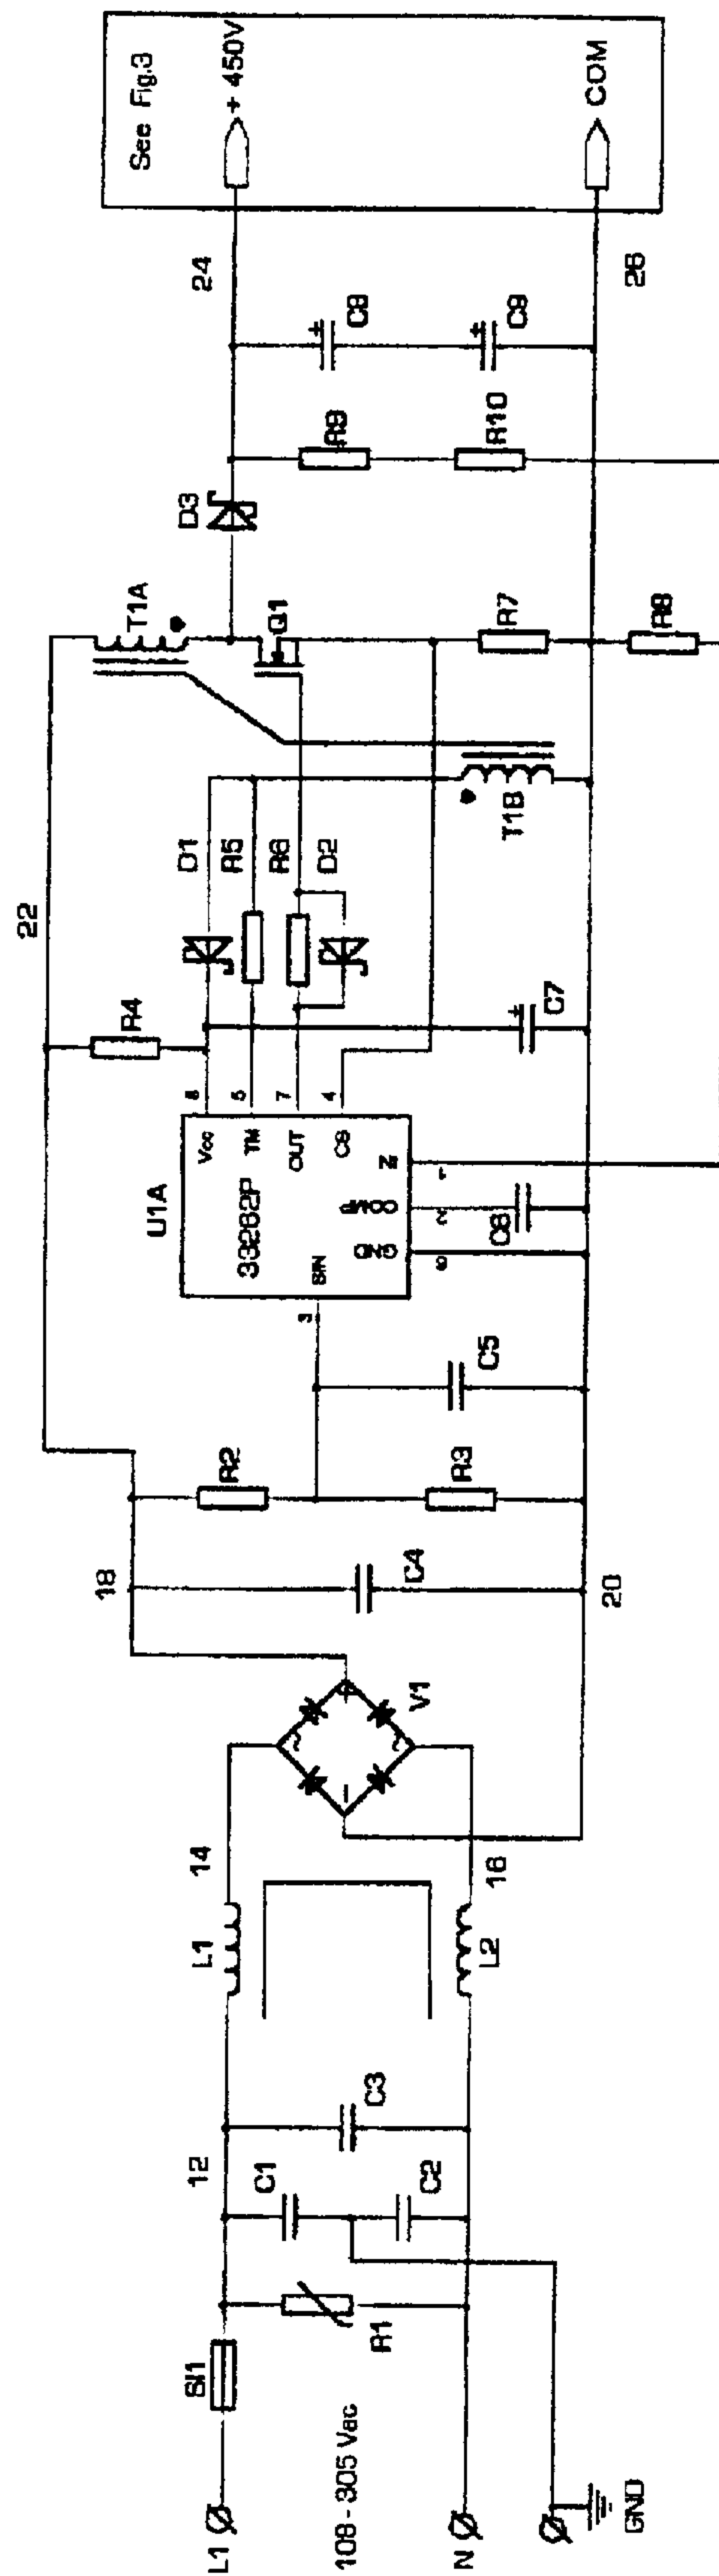 L1
SI1
108 - 305 Vac
N
GND
R1
12
C1
C2
C3
L1
L2
14
16
V1
18
20
C4
R2
R3
C5
22
U1A
33262P
SIN
3
Vcc
8
TM
5
OUT
7
CS
4
GND
6
COMP
2
IN
1
C6
R4
C7
D1
R5
R6
D2
T1A
T1B
Q1
R7
R8
D3
R9
R10
C8
C9
24
26
See Fig.3
+ 450V
COM